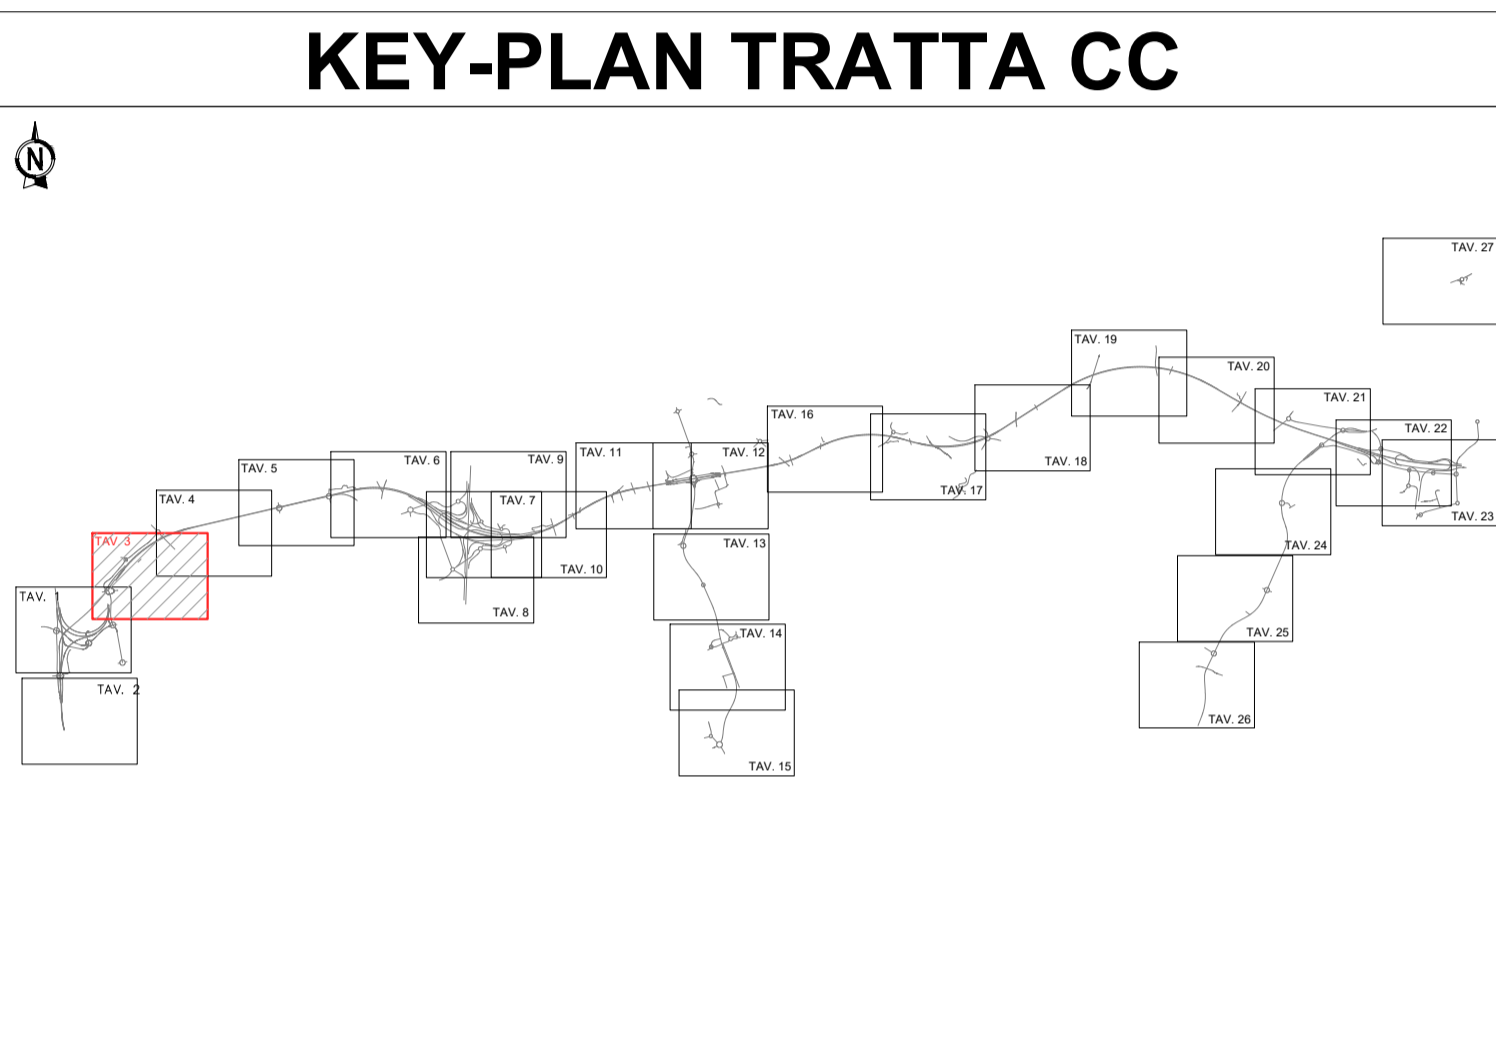 KEY-PLAN TRATTA CC
N
TAV. 27
TAV. 19
TAV. 20
TAV. 21
TAV. 16
TAV. 22
TAV. 11
TAV. 12
TAV. 6
TAV. 9
TAV. 5
TAV. 18
TAV. 17
TAV. 4
TAV. 7
TAV. 23
TAV. 3
TAV. 13
TAV. 24
TAV. 10
TAV. 1
TAV. 8
TAV. 14
TAV. 25
TAV. 2
TAV. 26
TAV. 15